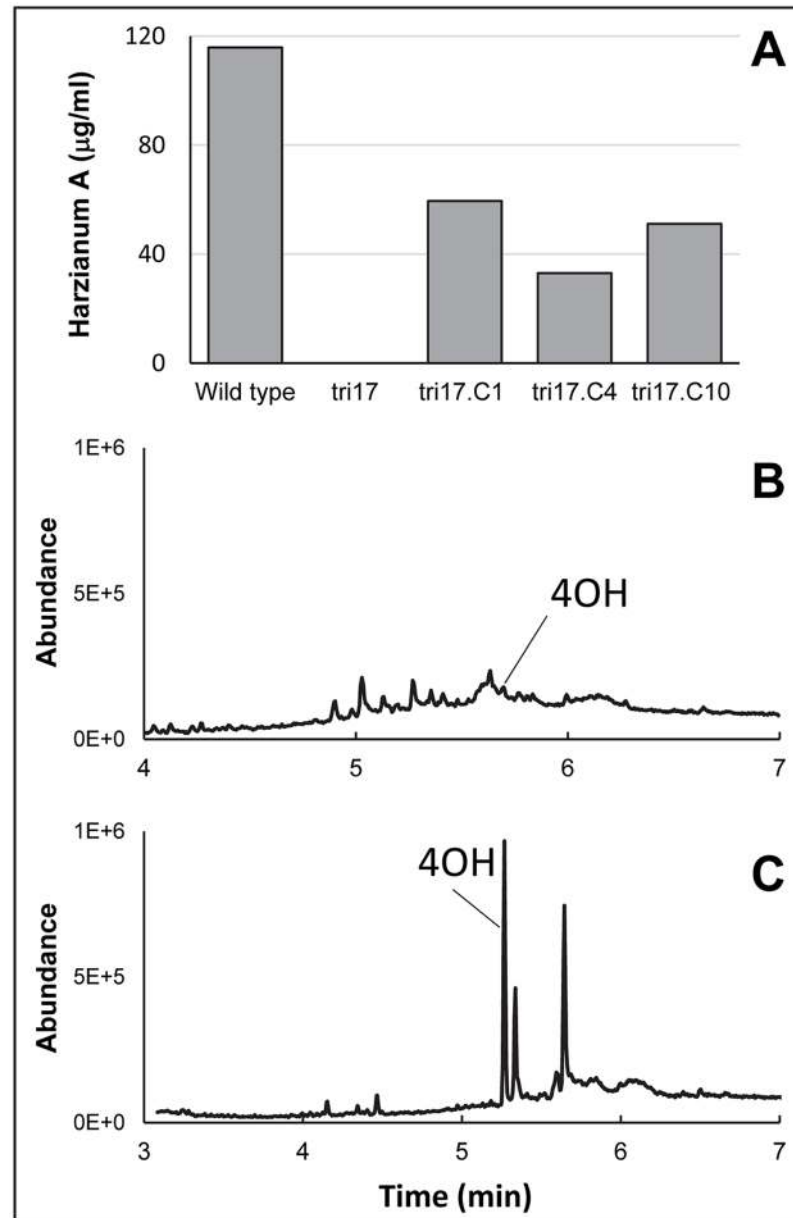 A
Harzianum A (µg/ml)
120
80
40
0
Wild type tri17 tri17.C1 tri17.C4 tri17.C10
B
Abundance
1E+6
5E+5
0E+0
4OH
4 5 6 7
C
Abundance
1E+6
5E+5
0E+0
4OH
3 4 5 6 7
Time (min)